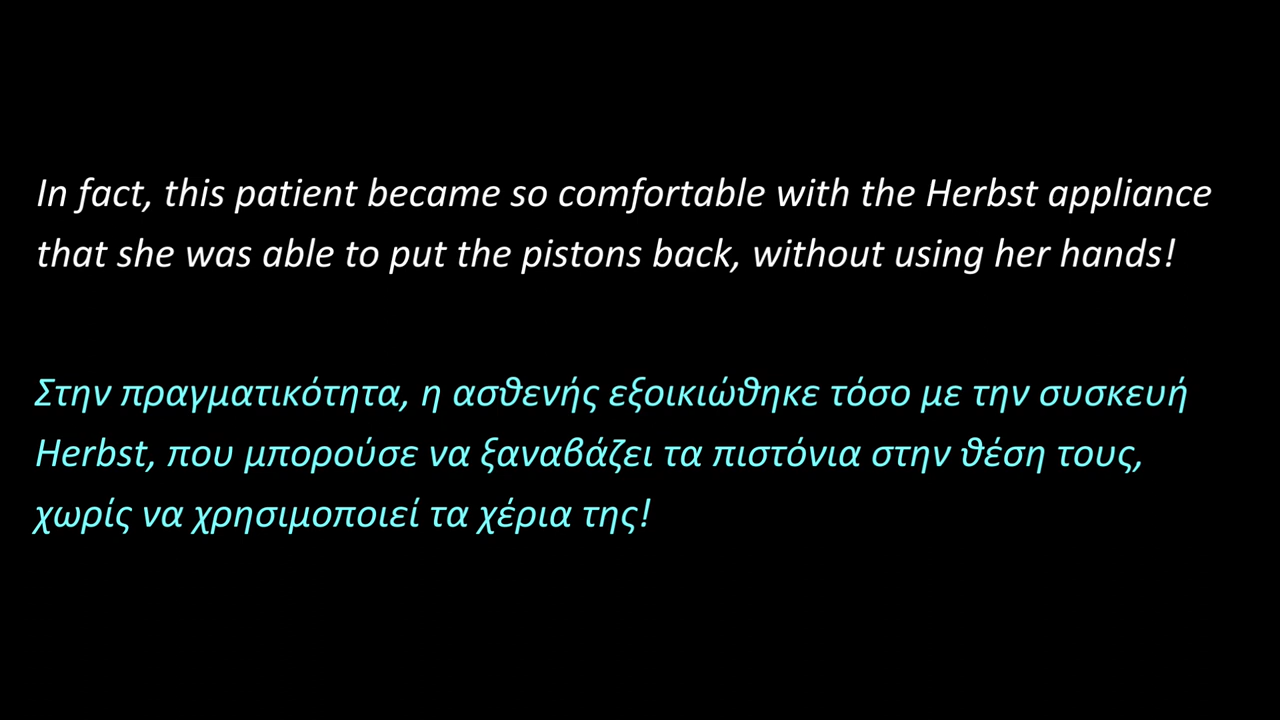 In fact, this patient became so comfortable with the Herbst appliance
that she was able to put the pistons back, without using her hands!
Στην πραγματικότητα, η ασθενής εξοικιώθηκε τόσο με την συσκευή
Herbst, που μπορούσε να ξαναβάζει τα πιστόνια στην θέση τους,
χωρίς να χρησιμοποιεί τα χέρια της!